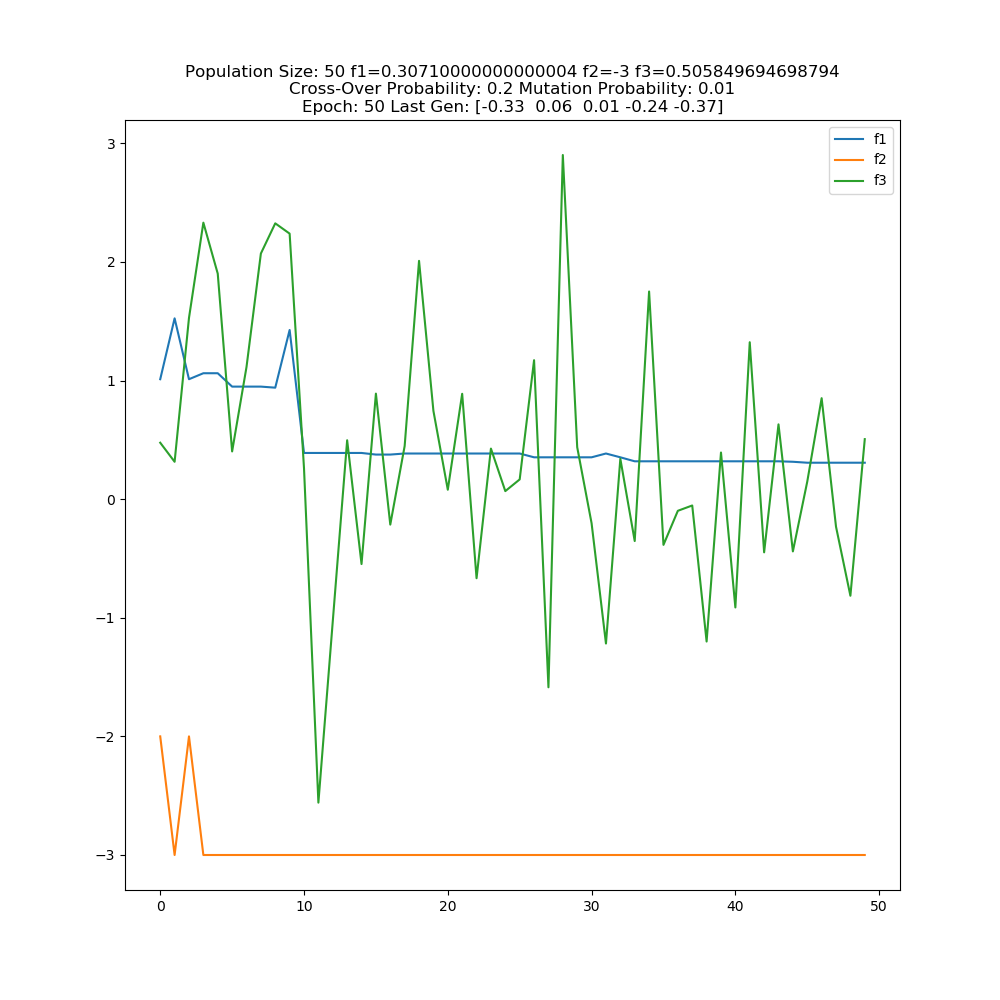 Population Size: 50 f1=0.30710000000000004 f2=-3 f3=0.505849694698794
Cross-Over Probability: 0.2 Mutation Probability: 0.01
Epoch: 50 Last Gen: [-0.33  0.06  0.01 -0.24 -0.37]
f1
f2
f3
3
2
1
0
−1
−2
−3
0 10 20 30 40 50